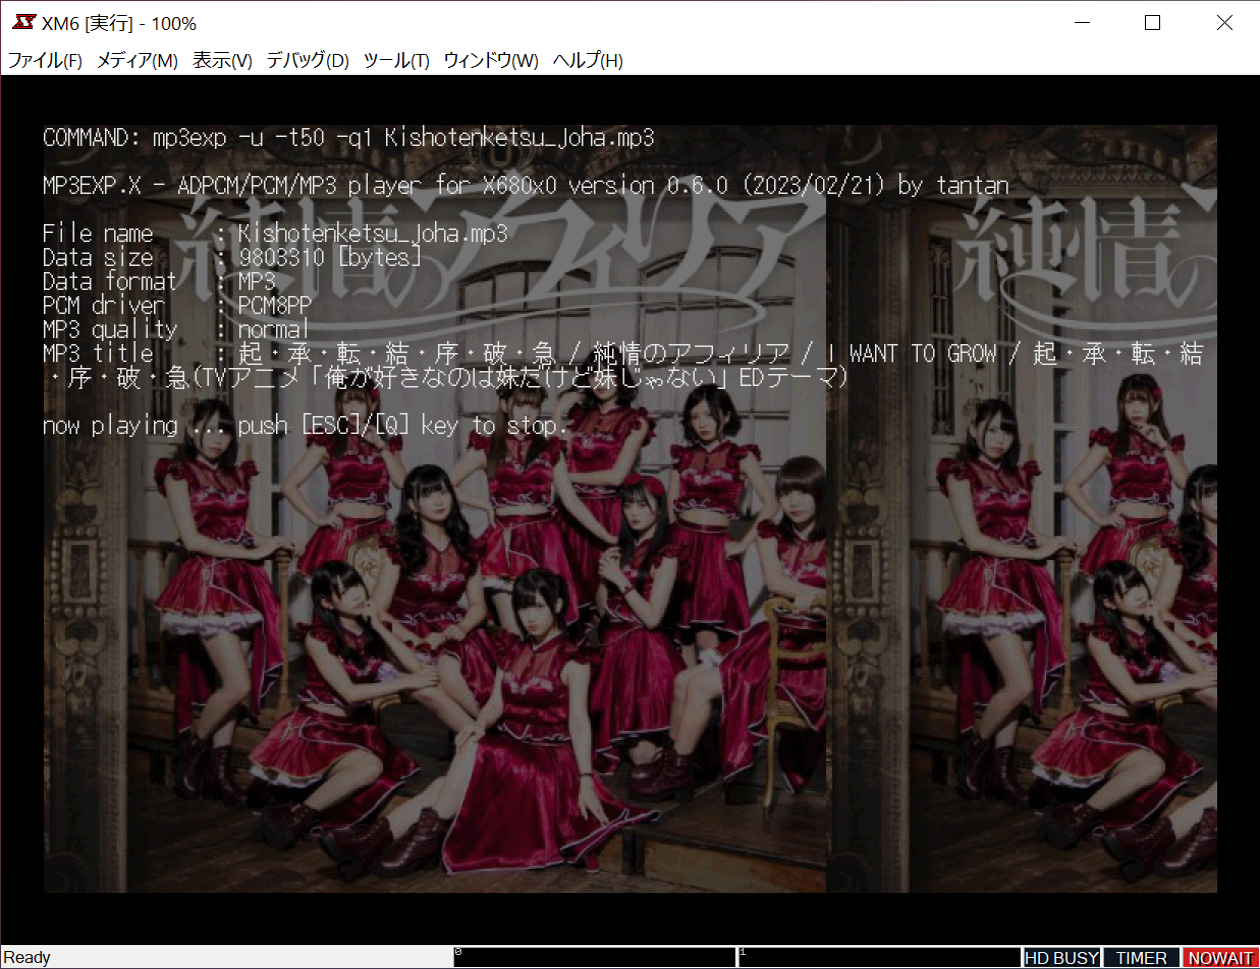 XM6 [実行] - 100%
ファイル(F) メディア(M) 表示(V) デバッグ(D) ツール(T) ウィンドウ(W) ヘルプ(H)
COMMAND: mp3exp -u -t50 -q1 Kishotenketsu_Joha.mp3
MP3EXP.X - ADPCM/PCM/MP3 player for X680x0 version 0.6.0 (2023/02/21) by tantan
純情のアフィリア
純情の
File name : Kishotenketsu_Joha.mp3
Data size : 9803310 [bytes]
Data format : MP3
PCM driver : PCM8PP
MP3 quality : normal
MP3 title : 起・承・転・結・序・破・急 / 純情のアフィリア / I WANT TO GROW / 起・承・転・結
・序・破・急(TVアニメ「俺が好きなのは妹だけど妹じゃない」EDテーマ)
now playing ... push [ESC]/[Q] key to stop.
Ready 0 1 HD BUSY TIMER NOWAIT